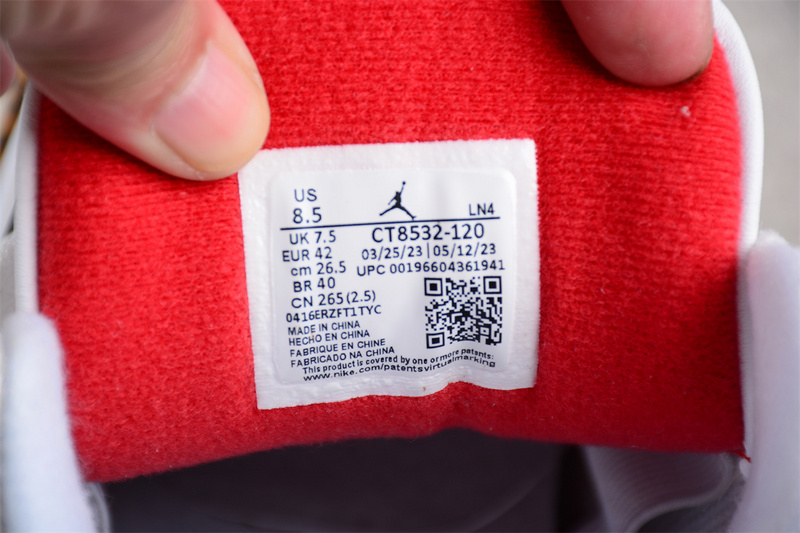 US
8.5
LN4
UK 7.5
CT8532-120
EUR 42
03/25/23 | 05/12/23
cm 26.5
UPC 00196604361941
BR 40
CN 265 (2.5)
0416ERZFT1TYC
MADE IN CHINA
HECHO EN CHINA
FABRIQUE EN CHINE
FABRICADO NA CHINA
This product is covered by one or more patents:
www.nike.com/patentsvirtualmarking